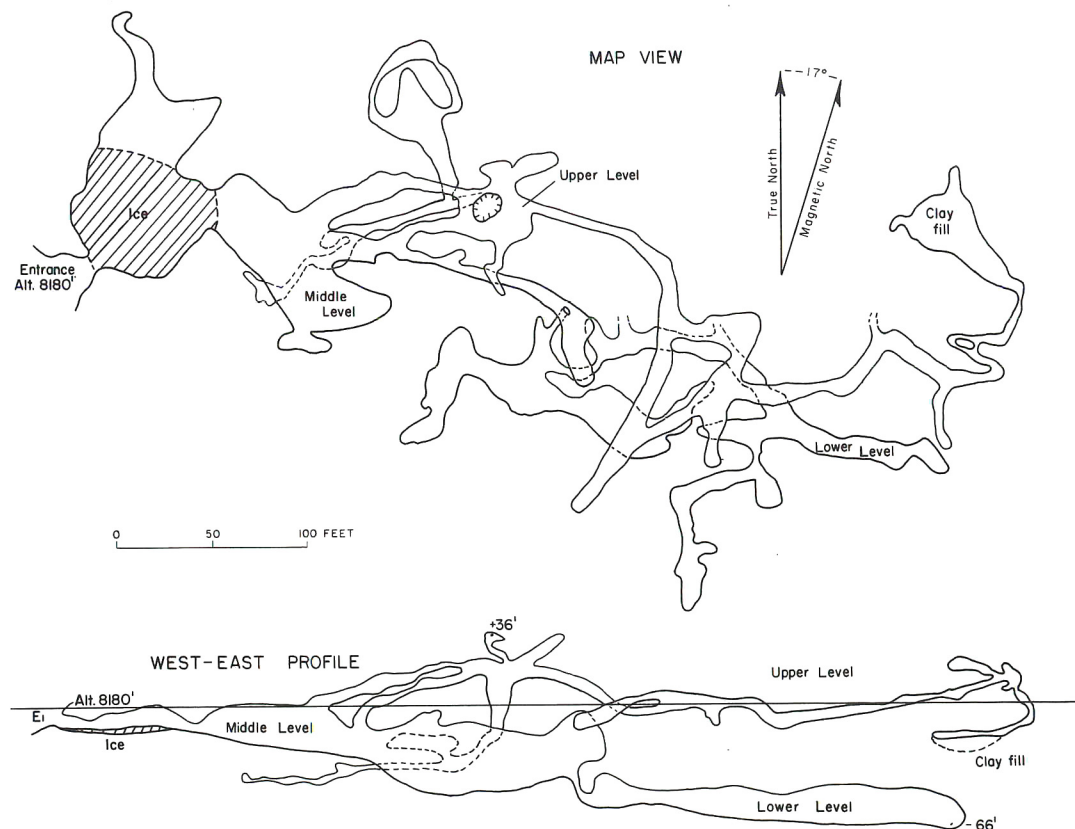 MAP VIEW
17°
True North
Magnetic North
Upper Level
Clay
fill
Ice
Entrance
Alt. 8180'
Middle
Level
Lower Level
0 50 100 FEET
+36'
WEST-EAST PROFILE
Upper Level
Alt. 8180'
E1
Middle Level
Ice
Clay fill
Lower Level
-66'